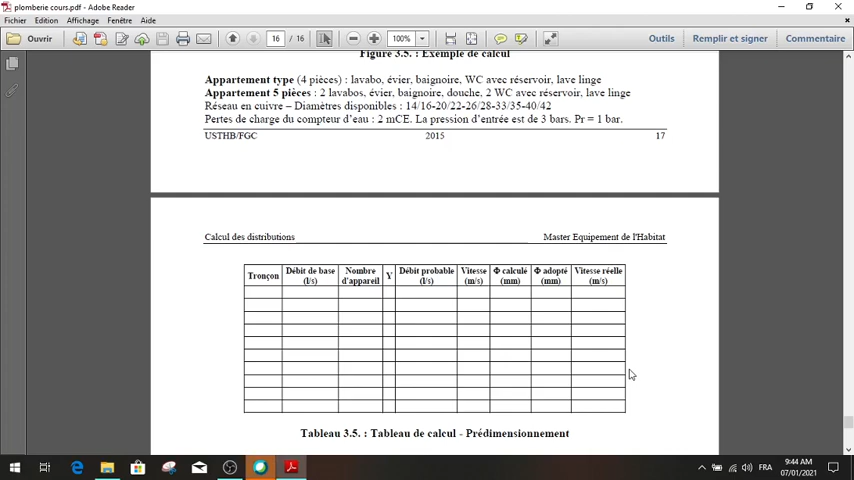 plomberie cours.pdf - Adobe Reader
Fichier Edition Affichage Fenêtre Aide
Ouvrir 16 / 16 100% Outils Remplir et signer Commentaire
Figure 3.5. : Exemple de calcul
Appartement type (4 pièces) : lavabo, évier, baignoire, WC avec réservoir, lave linge
Appartement 5 pièces : 2 lavabos, évier, baignoire, douche, 2 WC avec réservoir, lave linge
Réseau en cuivre – Diamètres disponibles : 14/16-20/22-26/28-33/35-40/42
Pertes de charge du compteur d'eau : 2 mCE. La pression d'entrée est de 3 bars. Pr = 1 bar.
USTHB/FGC 2015 17
Calcul des distributions Master Equipement de l'Habitat
Tronçon Débit de base (l/s) Nombre d'appareil Y Débit probable (l/s) Vitesse (m/s) Φ calculé (mm) Φ adopté (mm) Vitesse réelle (m/s)
Tableau 3.5. : Tableau de calcul - Prédimensionnement
FRA 9:44 AM
07/01/2021